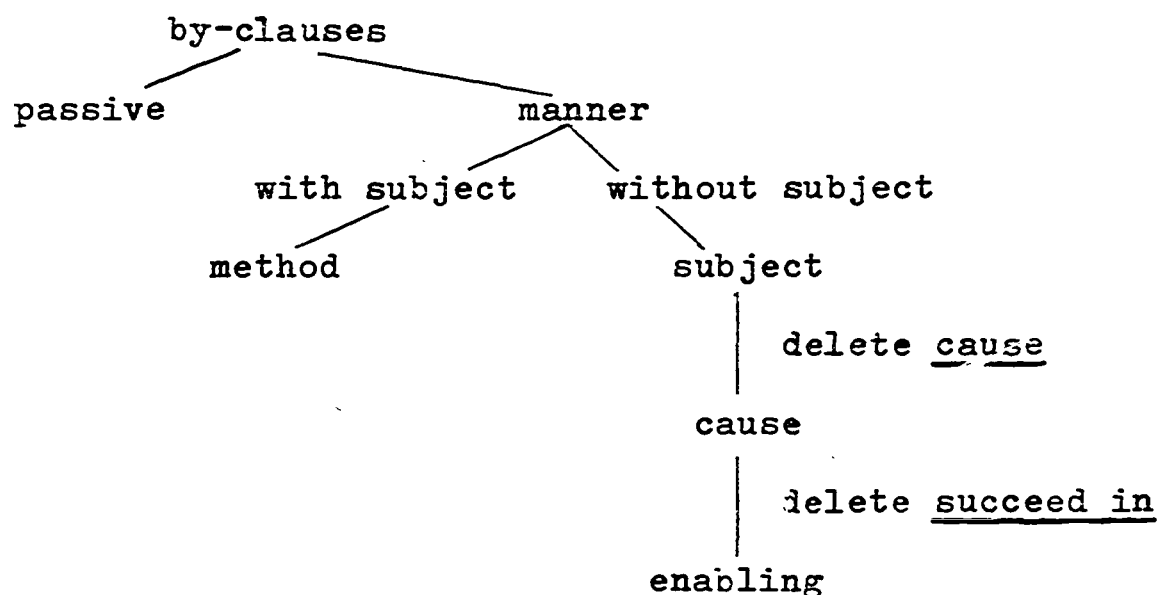 by-clauses
passive manner
with subject without subject
method subject
delete cause
cause
delete succeed in
enabling